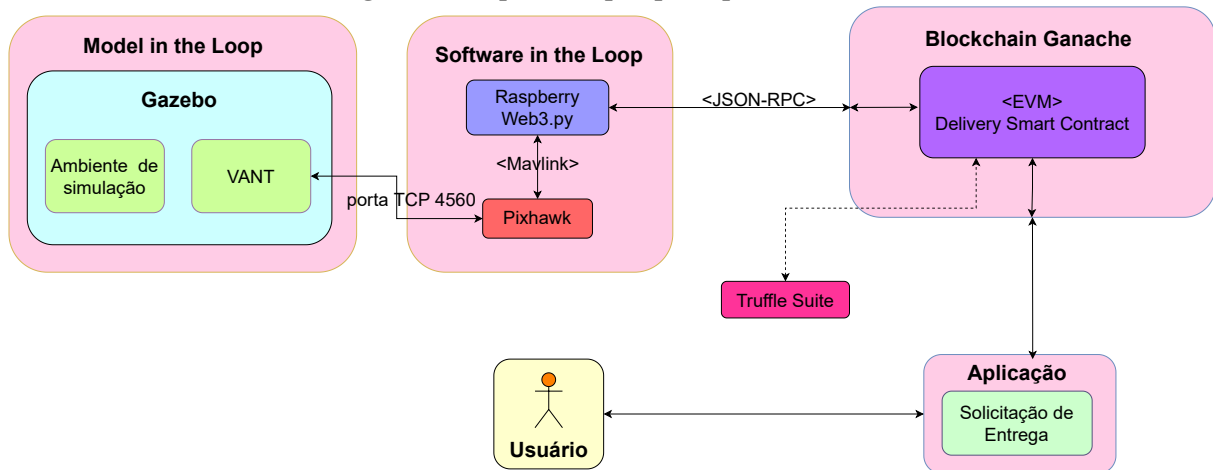 Model in the Loop
Gazebo
Ambiente de
simulação
VANT
porta TCP 4560
Software in the Loop
Raspberry
Web3.py
<Mavlink>
Pixhawk
<JSON-RPC>
Blockchain Ganache
<EVM>
Delivery Smart Contract
Truffle Suite
Usuário
Aplicação
Solicitação de
Entrega